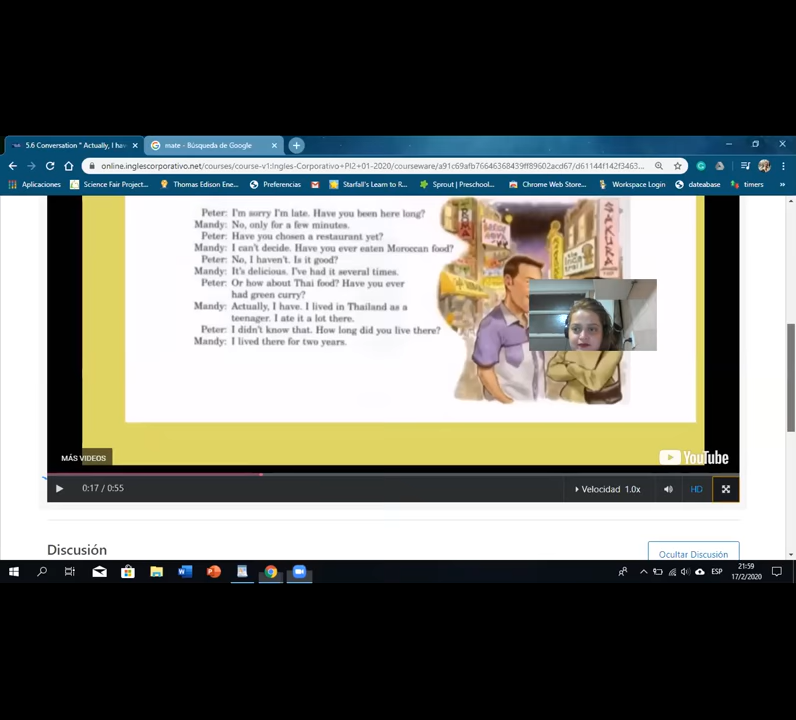 5.6 Conversation " Actually, I hav
mate - Búsqueda de Google
online.inglescorporativo.net/courses/course-v1:Ingles-Corporativo+PI2+01-2020/courseware/a91c69afb76646368439ff89602acd67/d61144f142f3463...
Aplicaciones
Science Fair Project...
Thomas Edison Ene...
Preferencias
Starfall's Learn to R...
Sprout | Preschool...
Chrome Web Store...
Workspace Login
dateabase
timers
»
Peter: I'm sorry I'm late. Have you been here long?
Mandy: No, only for a few minutes.
Peter: Have you chosen a restaurant yet?
Mandy: I can't decide. Have you ever eaten Moroccan food?
Peter: No, I haven't. Is it good?
Mandy: It's delicious. I've had it several times.
Peter: Or how about Thai food? Have you ever
had green curry?
Mandy: Actually, I have. I lived in Thailand as a
teenager. I ate it a lot there.
Peter: I didn't know that. How long did you live there?
Mandy: I lived there for two years.
SAKURA
MÁS VIDEOS
YouTube
0:17 / 0:55
Velocidad 1.0x
HD
Discusión
Ocultar Discusión
ESP
21:59
17/2/2020